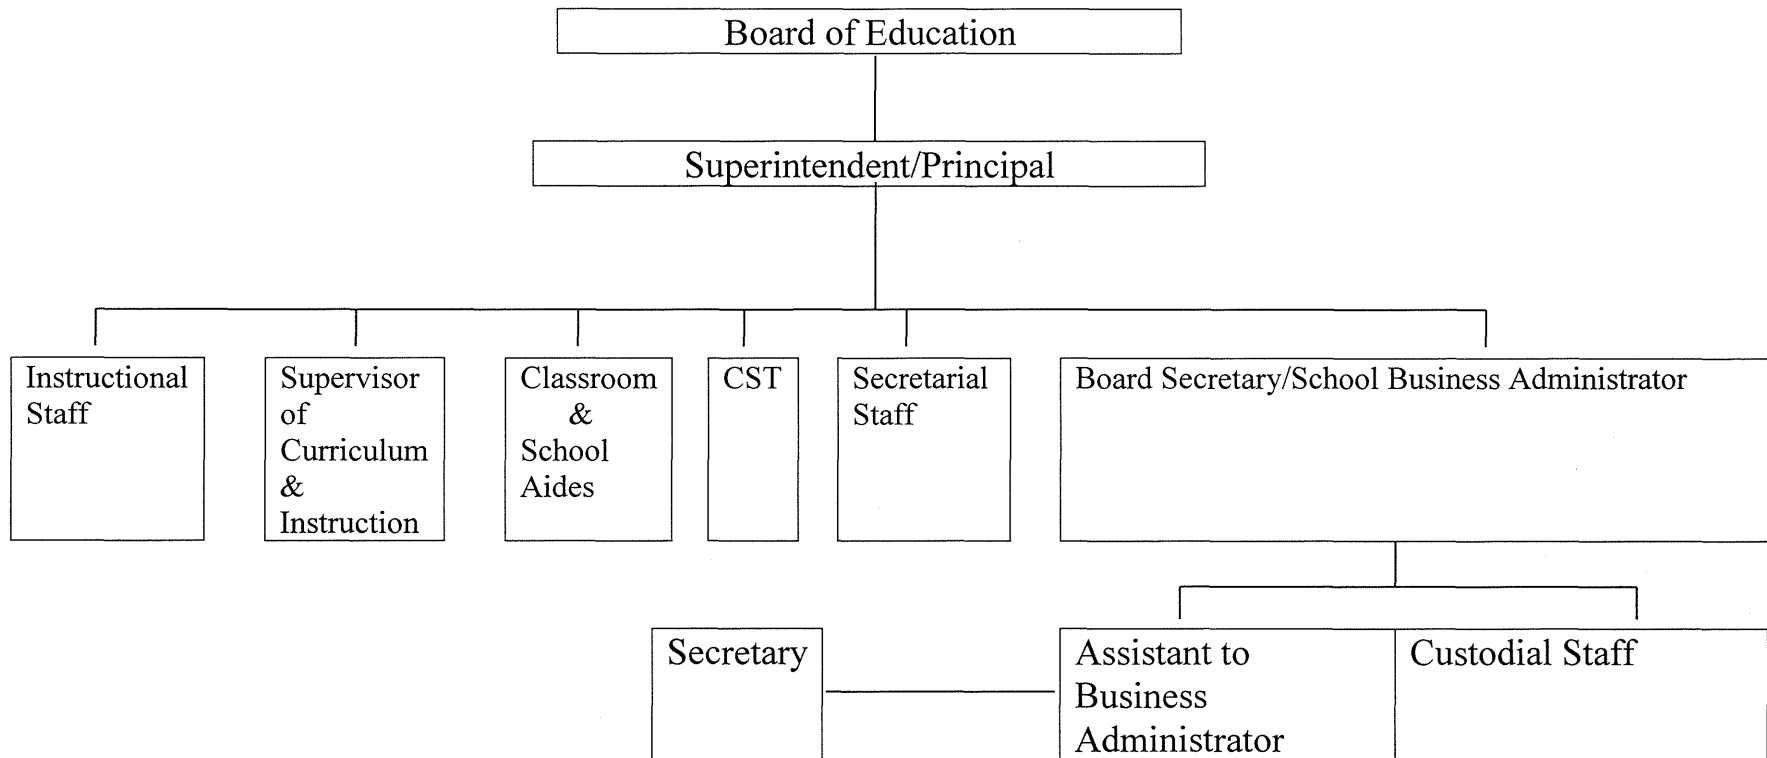 Board of Education
Superintendent/Principal
Instructional
Staff
Supervisor
of
Curriculum
&
Instruction
Classroom
&
School
Aides
CST
Secretarial
Staff
Board Secretary/School Business Administrator
Secretary
Assistant to
Business
Administrator
Custodial Staff